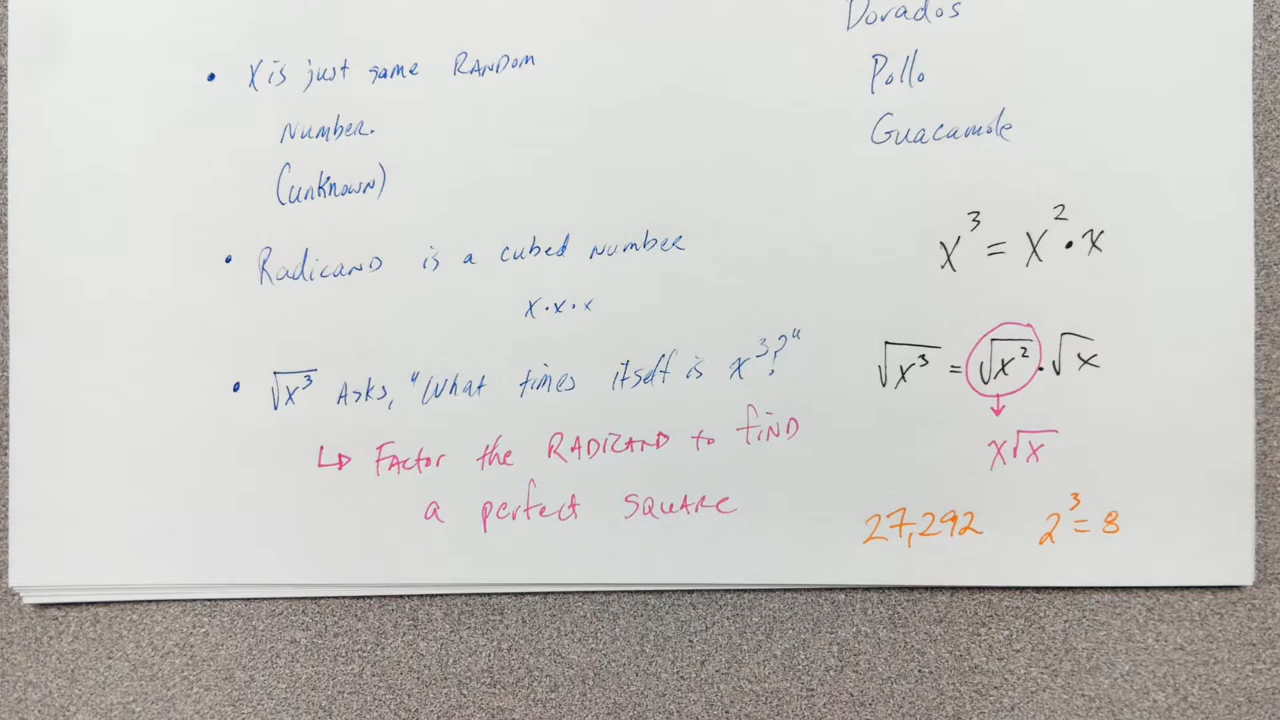 Dorados
• X is just some RANDOM
Pollo
Number.
Guacamole
(unknown)
x³ = x² • x
• Radicand is a cubed number
x • x • x
√x³ = √x² • √x
• √x³ Asks, "What times itself is x³?"
↳ Factor the RADICAND to find
x√x
a perfect SQUARE
27,292 2³ = 8